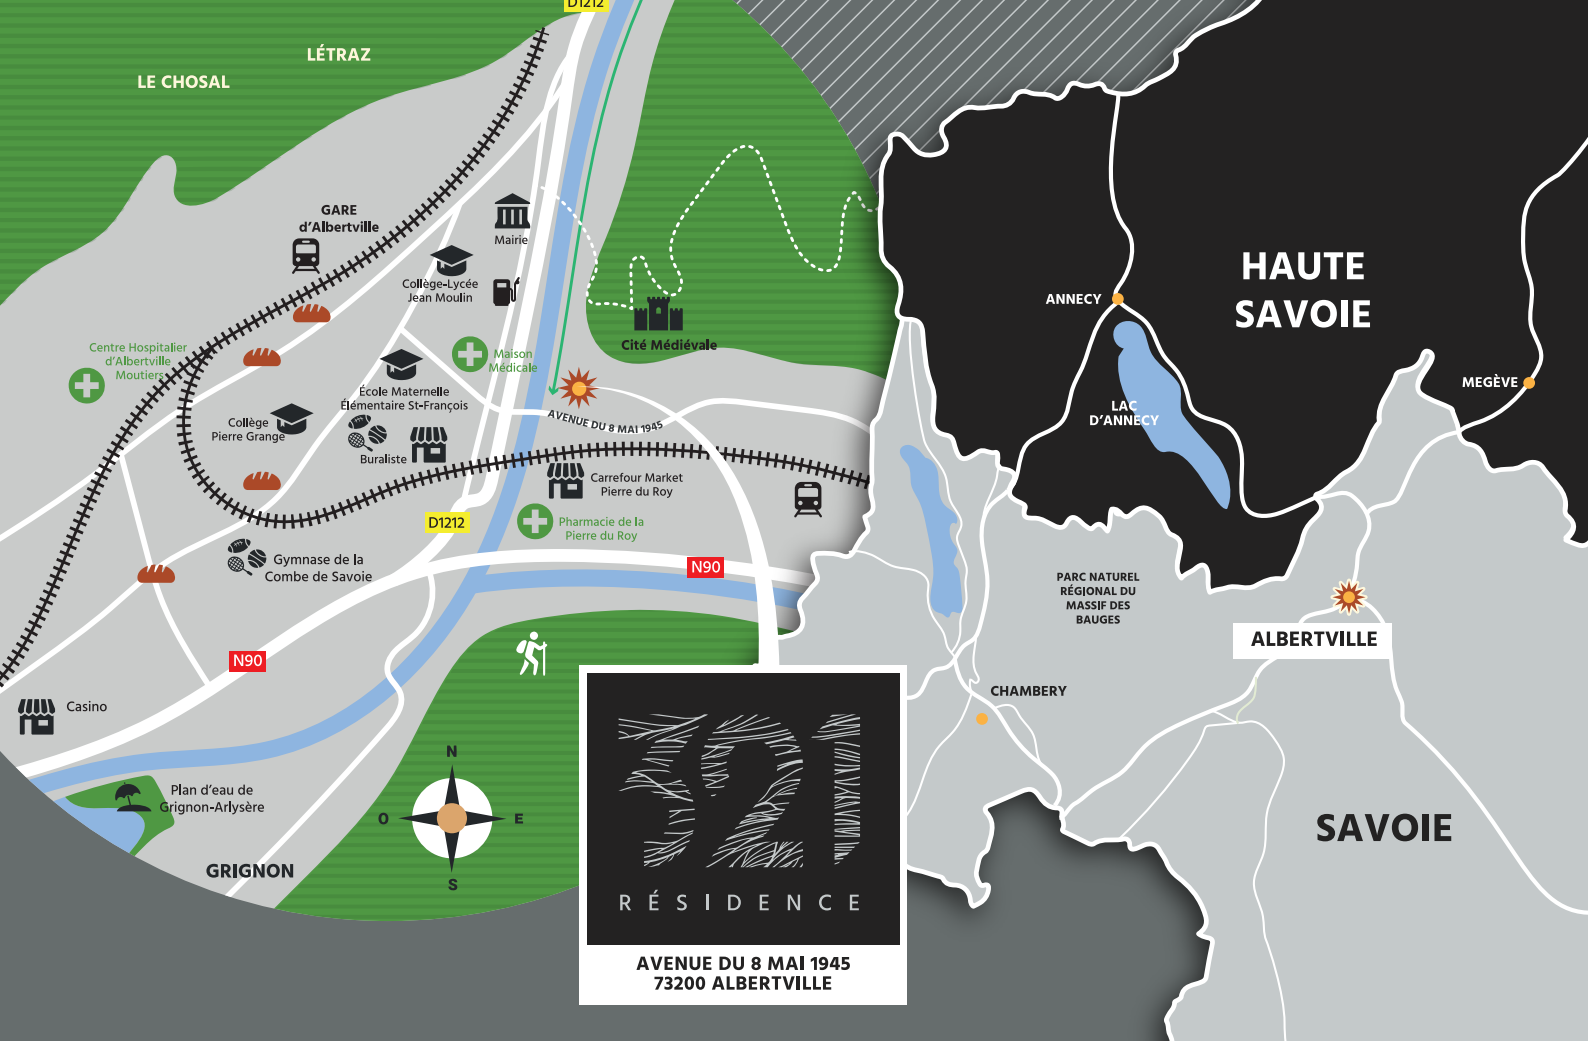 D1212
LÉTRAZ
LE CHOSAL
GARE
d'Albertville
Mairie
Collège-Lycée
Jean Moulin
Cité Médiévale
Centre Hospitalier
d'Albertville
Moutiers
Maison
Médicale
École Maternelle
Élémentaire St-François
Collège
Pierre Grange
Buraliste
AVENUE DU 8 MAI 1945
Carrefour Market
Pierre du Roy
D1212
Pharmacie de la
Pierre du Roy
Gymnase de la
Combe de Savoie
N90
N90
Casino
Plan d'eau de
Grignon-Arlysère
GRIGNON
N
O
E
S
321
RÉSIDENCE
AVENUE DU 8 MAI 1945
73200 ALBERTVILLE
HAUTE
SAVOIE
ANNECY
MEGÈVE
LAC
D'ANNECY
PARC NATUREL
RÉGIONAL DU
MASSIF DES
BAUGES
ALBERTVILLE
CHAMBERY
SAVOIE